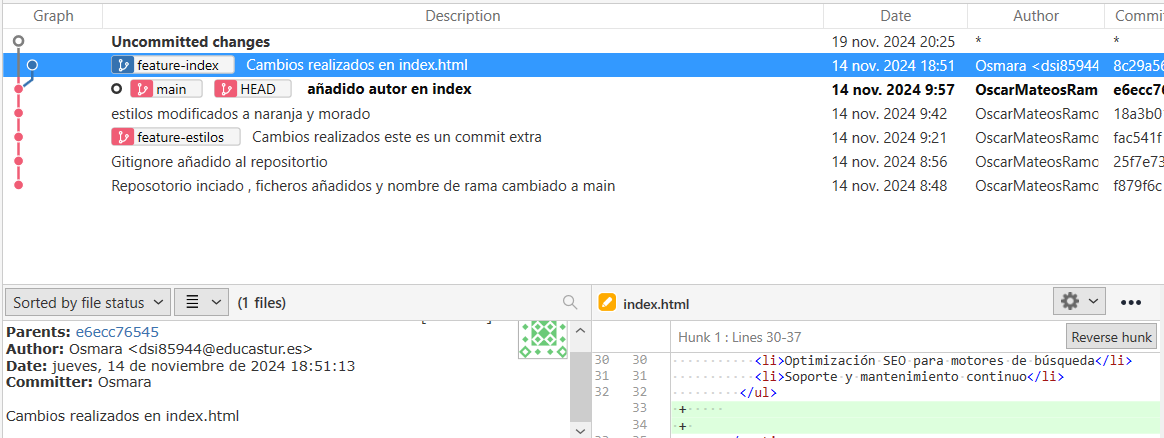 Graph Description Date Author Commit
Uncommitted changes 19 nov. 2024 20:25 * *
feature-index Cambios realizados en index.html 14 nov. 2024 18:51 Osmara <dsi85944 8c29a56
main HEAD añadido autor en index 14 nov. 2024 9:57 OscarMateosRam e6ecc76
estilos modificados a naranja y morado 14 nov. 2024 9:42 OscarMateosRamo 18a3b0
feature-estilos Cambios realizados este es un commit extra 14 nov. 2024 9:21 OscarMateosRamo fac541f
Gitignore añadido al repositortio 14 nov. 2024 8:56 OscarMateosRamo 25f7e73
Reposotorio inciado , ficheros añadidos y nombre de rama cambiado a main 14 nov. 2024 8:48 OscarMateosRamo f879f6c
Sorted by file status (1 files) index.html
Parents: e6ecc76545
Author: Osmara <dsi85944@educastur.es>
Date: jueves, 14 de noviembre de 2024 18:51:13
Committer: Osmara
Cambios realizados en index.html
Hunk 1 : Lines 30-37 Reverse hunk
30 30 <li>Optimización SEO para motores de búsqueda</li>
31 31 <li>Soporte y mantenimiento continuo</li>
32 32 </ul>
33 +
34 +